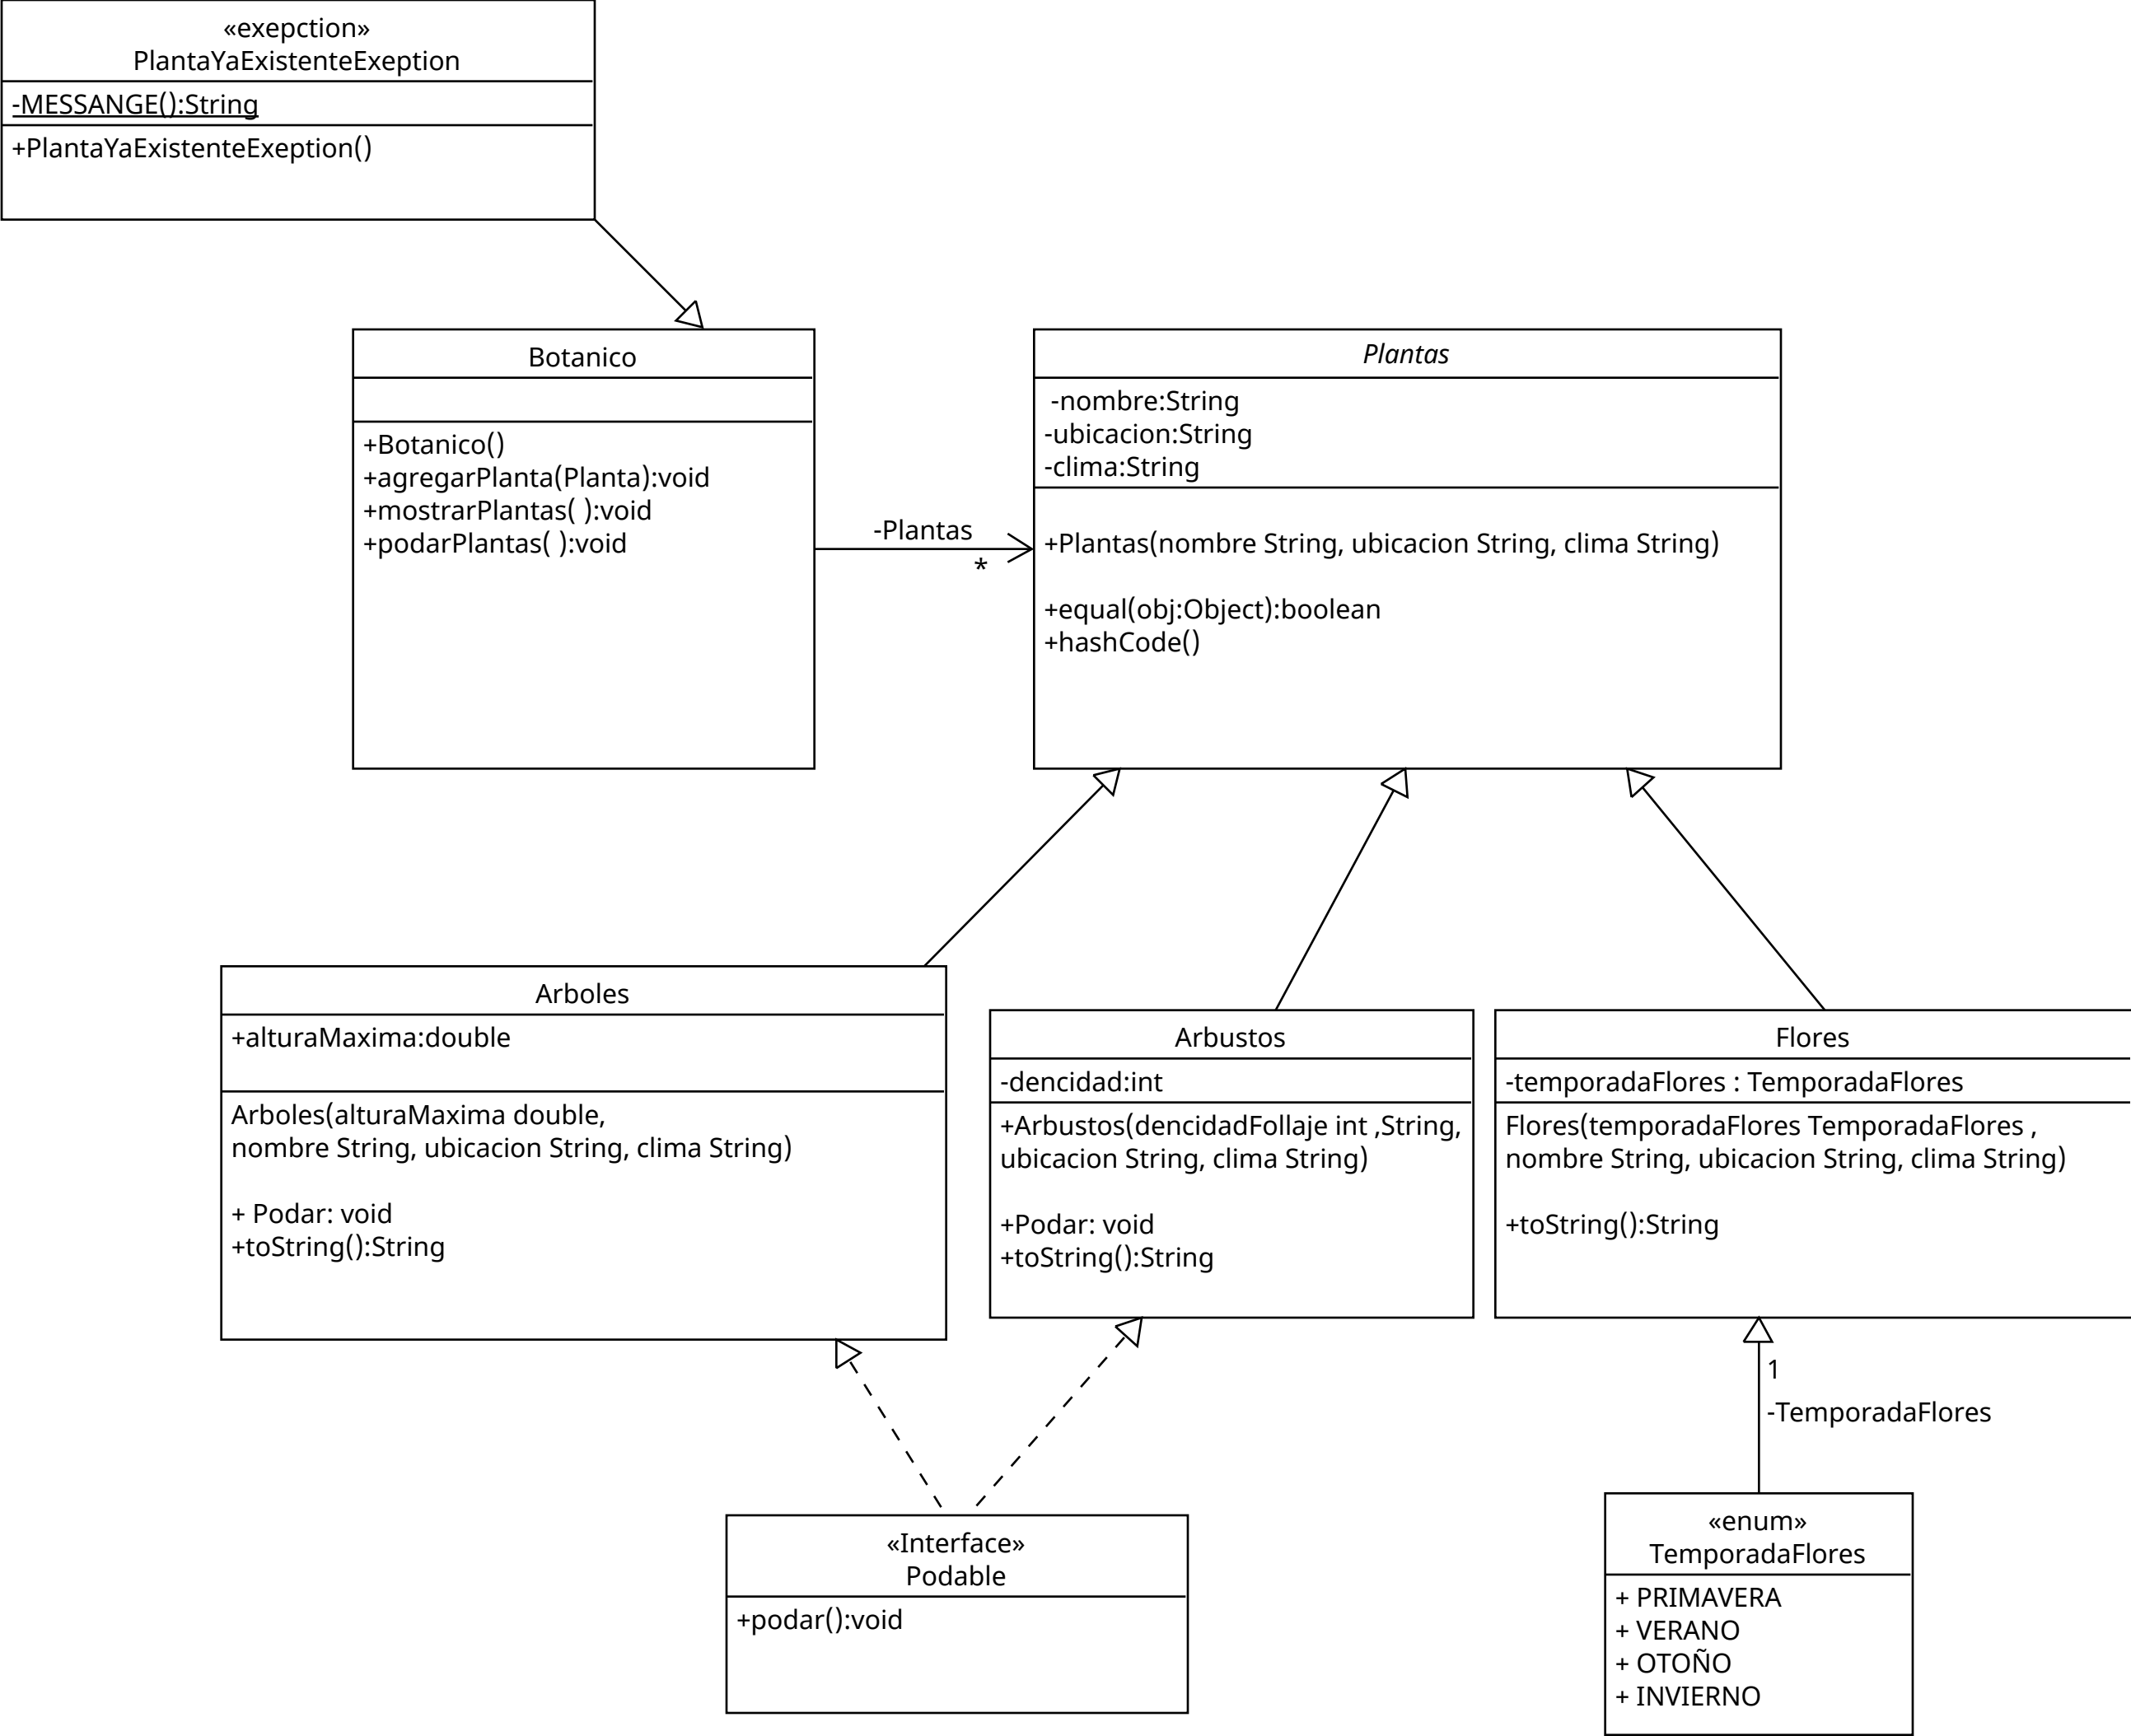 «exepction»
PlantaYaExistenteExeption
-MESSANGE():String
+PlantaYaExistenteExeption()
Botanico
+Botanico()
+agregarPlanta(Planta):void
+mostrarPlantas( ):void
+podarPlantas( ):void
-Plantas
*
Plantas
-nombre:String
-ubicacion:String
-clima:String
+Plantas(nombre String, ubicacion String, clima String)
+equal(obj:Object):boolean
+hashCode()
Arboles
+alturaMaxima:double
Arboles(alturaMaxima double,
nombre String, ubicacion String, clima String)
+ Podar: void
+toString():String
Arbustos
-dencidad:int
+Arbustos(dencidadFollaje int ,String,
ubicacion String, clima String)
+Podar: void
+toString():String
Flores
-temporadaFlores : TemporadaFlores
Flores(temporadaFlores TemporadaFlores ,
nombre String, ubicacion String, clima String)
+toString():String
1
-TemporadaFlores
«Interface»
Podable
+podar():void
«enum»
TemporadaFlores
+ PRIMAVERA
+ VERANO
+ OTOÑO
+ INVIERNO